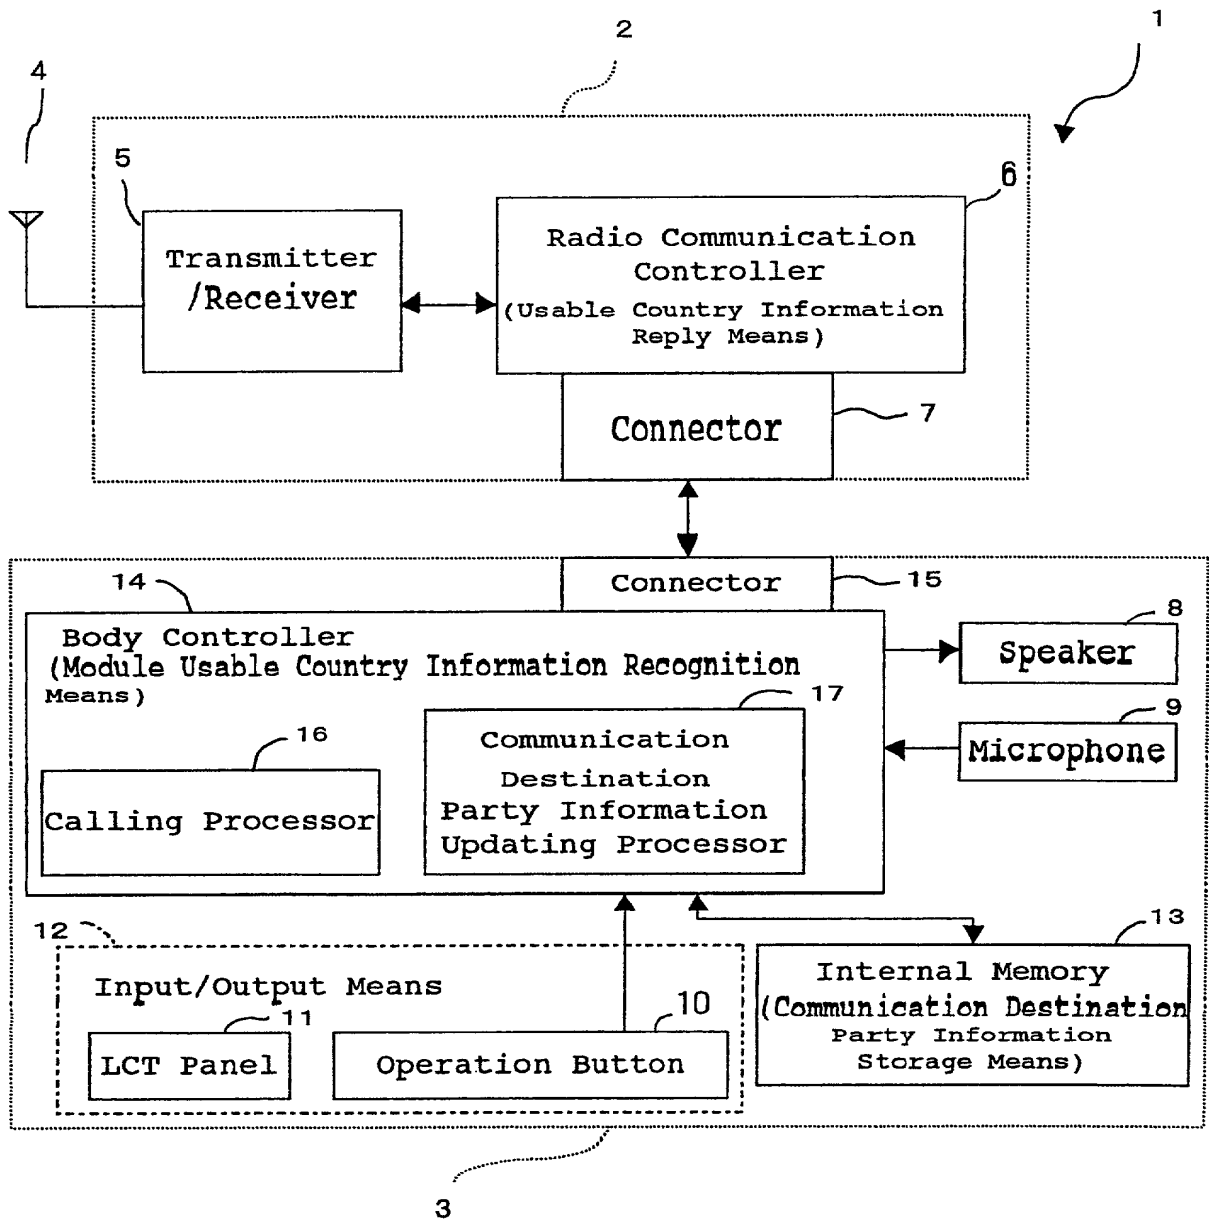 1
2
4
5
6
Transmitter
/Receiver
Radio Communication
Controller
(Usable Country Information
Reply Means)
7
Connector
Connector
15
14
Body Controller
(Module Usable Country Information Recognition
Means)
8
Speaker
17
9
Microphone
16
Communication
Destination
Party Information
Updating Processor
Calling Processor
12
13
Input/Output Means
Internal Memory
(Communication Destination
Party Information
Storage Means)
11
10
LCT Panel
Operation Button
3